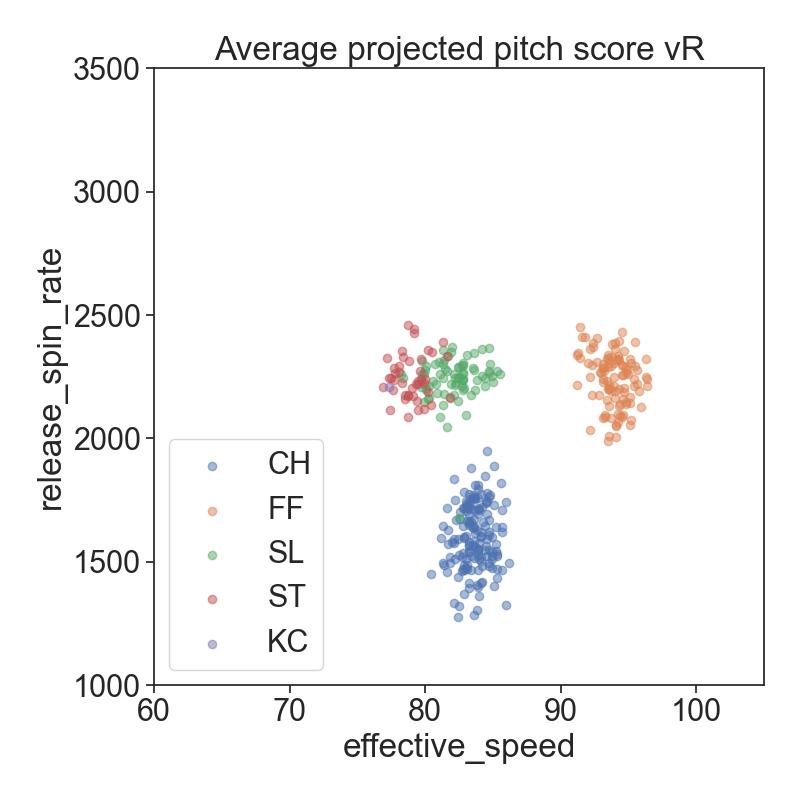 Average projected pitch score vR
3500
3000
2500
2000
1500
1000
release_spin_rate
CH
FF
SL
ST
KC
60
70
80
90
100
effective_speed